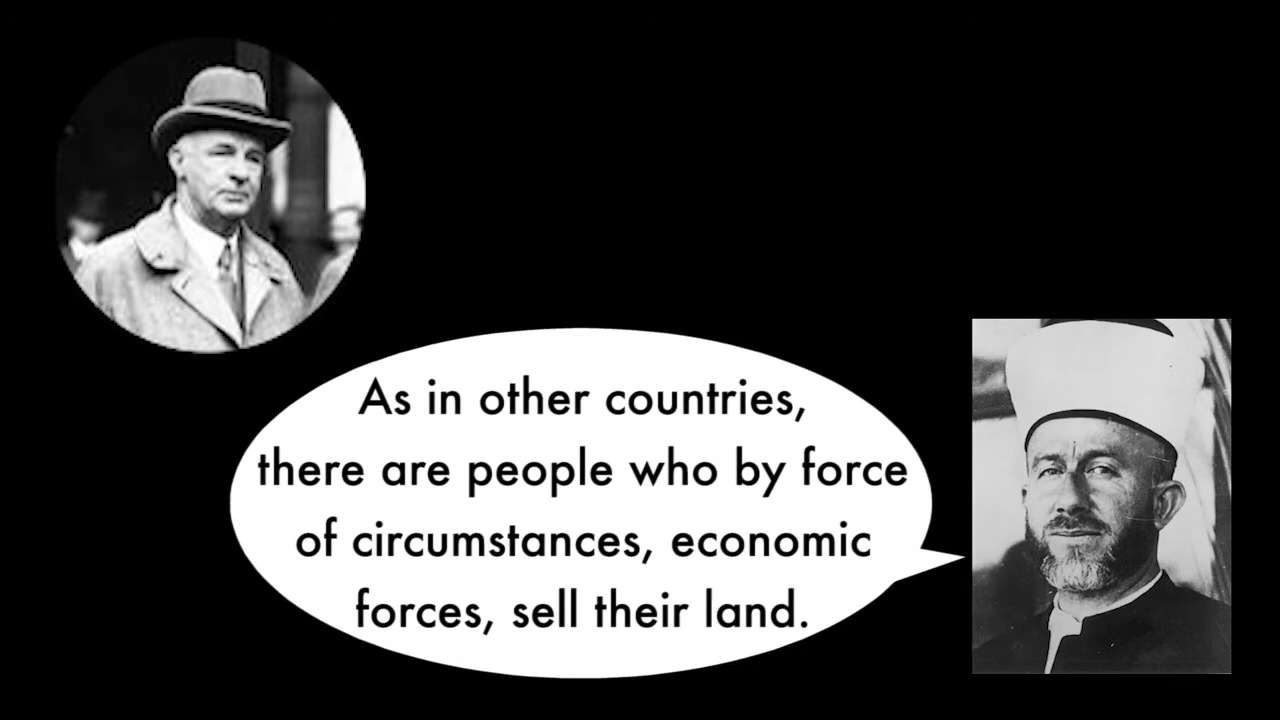 As in other countries,
there are people who by force
of circumstances, economic
forces, sell their land.